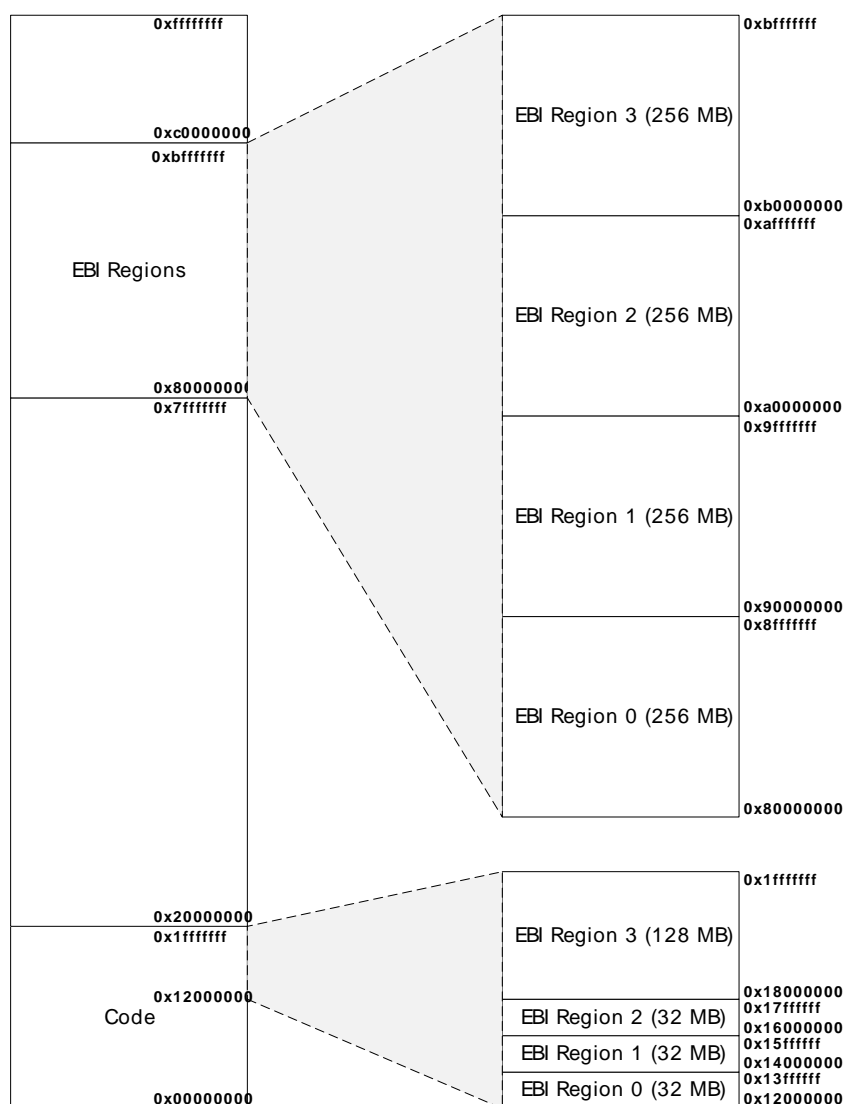 0xffffffff
0xc0000000
0xbfffffff
EBI Regions
0x80000000
0x7fffffff
0x20000000
0x1fffffff
0x12000000
Code
0x00000000
0xbfffffff
EBI Region 3 (256 MB)
0xb0000000
0xafffffff
EBI Region 2 (256 MB)
0xa0000000
0x9fffffff
EBI Region 1 (256 MB)
0x90000000
0x8fffffff
EBI Region 0 (256 MB)
0x80000000
0x1fffffff
EBI Region 3 (128 MB)
0x18000000
0x17ffffff
EBI Region 2 (32 MB)
0x16000000
0x15ffffff
EBI Region 1 (32 MB)
0x14000000
0x13ffffff
EBI Region 0 (32 MB)
0x12000000